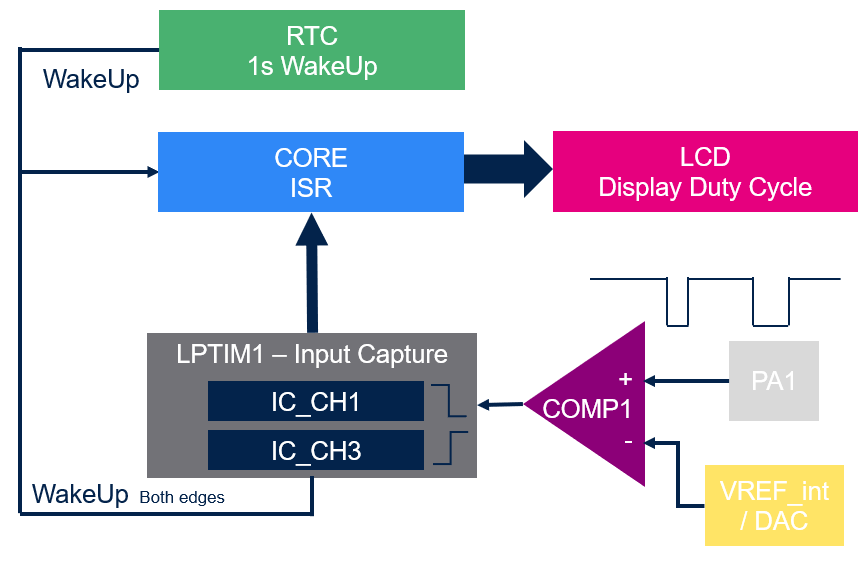 RTC
1s WakeUp
WakeUp
CORE
ISR
LCD
Display Duty Cycle
LPTIM1 – Input Capture
IC_CH1
IC_CH3
+
COMP1
-
PA1
VREF_int
/ DAC
WakeUp Both edges